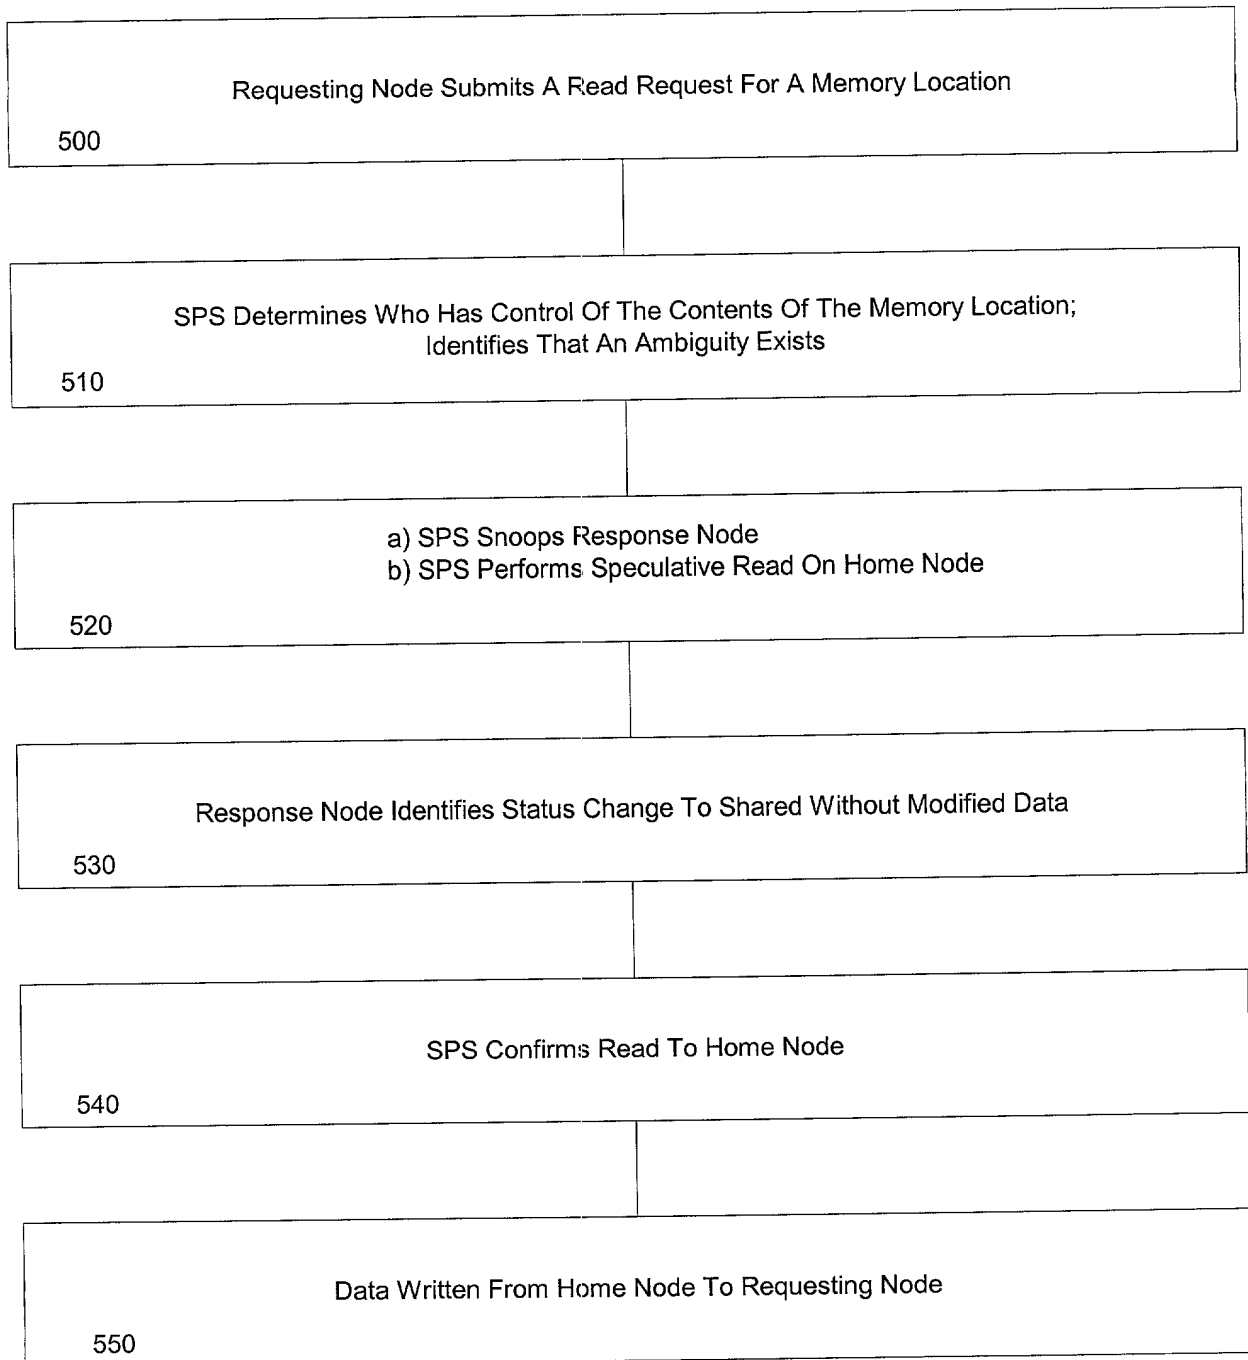 Requesting Node Submits A Read Request For A Memory Location
500
SPS Determines Who Has Control Of The Contents Of The Memory Location;
Identifies That An Ambiguity Exists
510
a) SPS Snoops Response Node
b) SPS Performs Speculative Read On Home Node
520
Response Node Identifies Status Change To Shared Without Modified Data
530
SPS Confirms Read To Home Node
540
Data Written From Home Node To Requesting Node
550